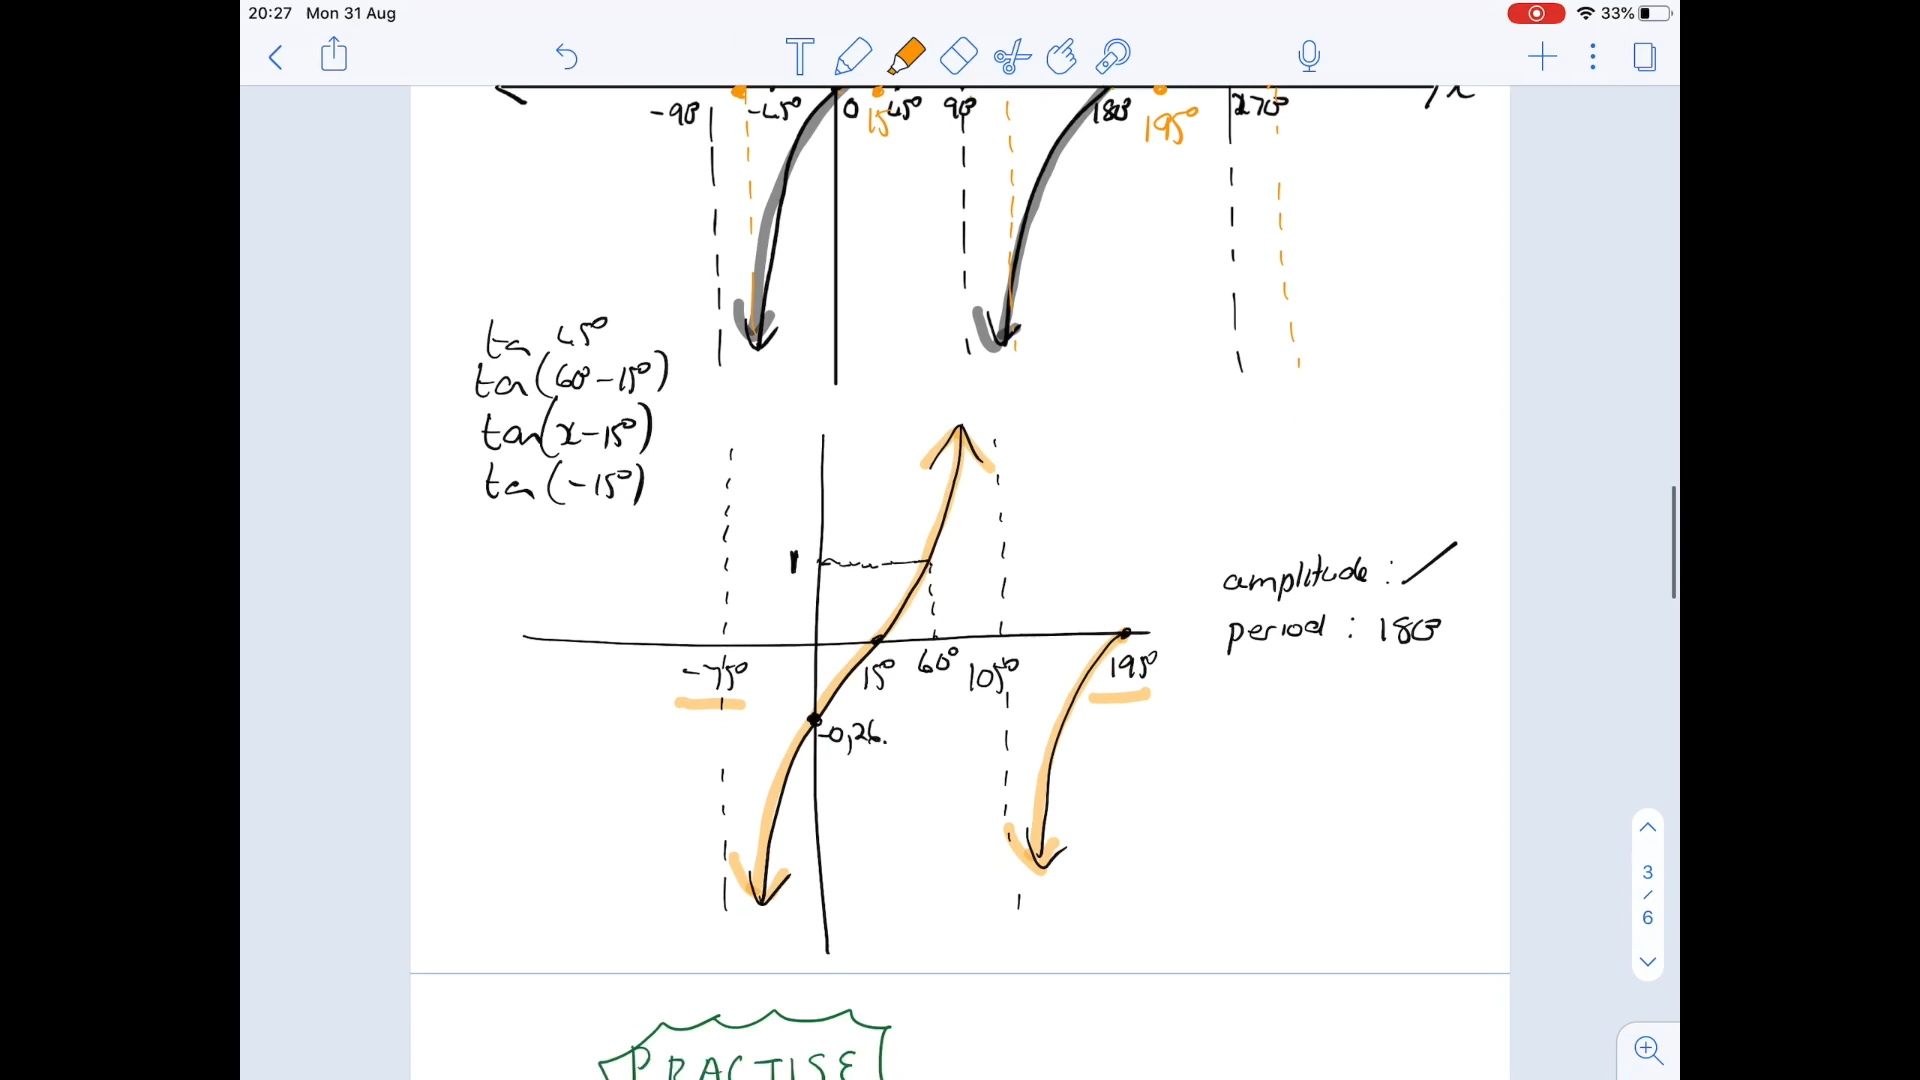 20:27 Mon 31 Aug
33%
T
-90° -45° 0 45° 90° 180° 270°
15° 195°
tan 45°
tan(60°-15°)
tan(x-15°)
tan(-15°)
1
amplitude : /
period : 180°
-75° 15° 60° 105° 195°
-0,26.
3
/
6
PRACTISE